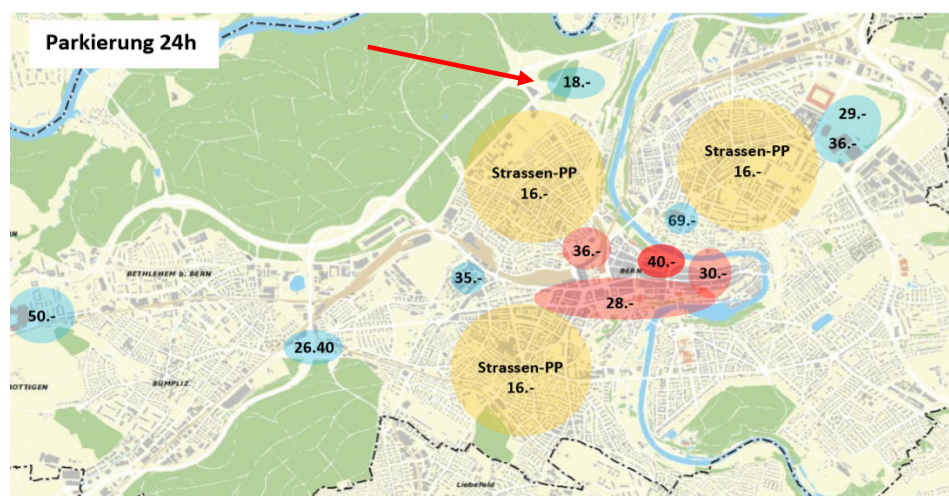 Parkierung 24h
18.-
29.-
36.-
Strassen-PP
16.-
Strassen-PP
16.-
69.-
36.-
40.-
BERN
30.-
BETHLEHEM b. BERN
35.-
28.-
50.-
26.40
Strassen-PP
16.-
BÜMPLIZ
BOTTIGEN
Liebefeld